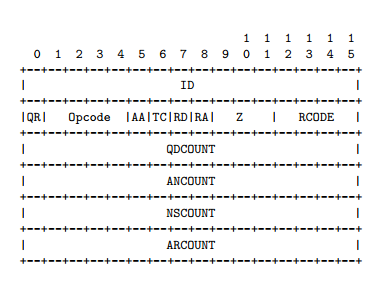 1  1  1  1  1  1
  0  1  2  3  4  5  6  7  8  9  0  1  2  3  4  5
+--+--+--+--+--+--+--+--+--+--+--+--+--+--+--+--+
|                      ID                       |
+--+--+--+--+--+--+--+--+--+--+--+--+--+--+--+--+
|QR|   Opcode  |AA|TC|RD|RA|   Z    |   RCODE   |
+--+--+--+--+--+--+--+--+--+--+--+--+--+--+--+--+
|                    QDCOUNT                    |
+--+--+--+--+--+--+--+--+--+--+--+--+--+--+--+--+
|                    ANCOUNT                    |
+--+--+--+--+--+--+--+--+--+--+--+--+--+--+--+--+
|                    NSCOUNT                    |
+--+--+--+--+--+--+--+--+--+--+--+--+--+--+--+--+
|                    ARCOUNT                    |
+--+--+--+--+--+--+--+--+--+--+--+--+--+--+--+--+